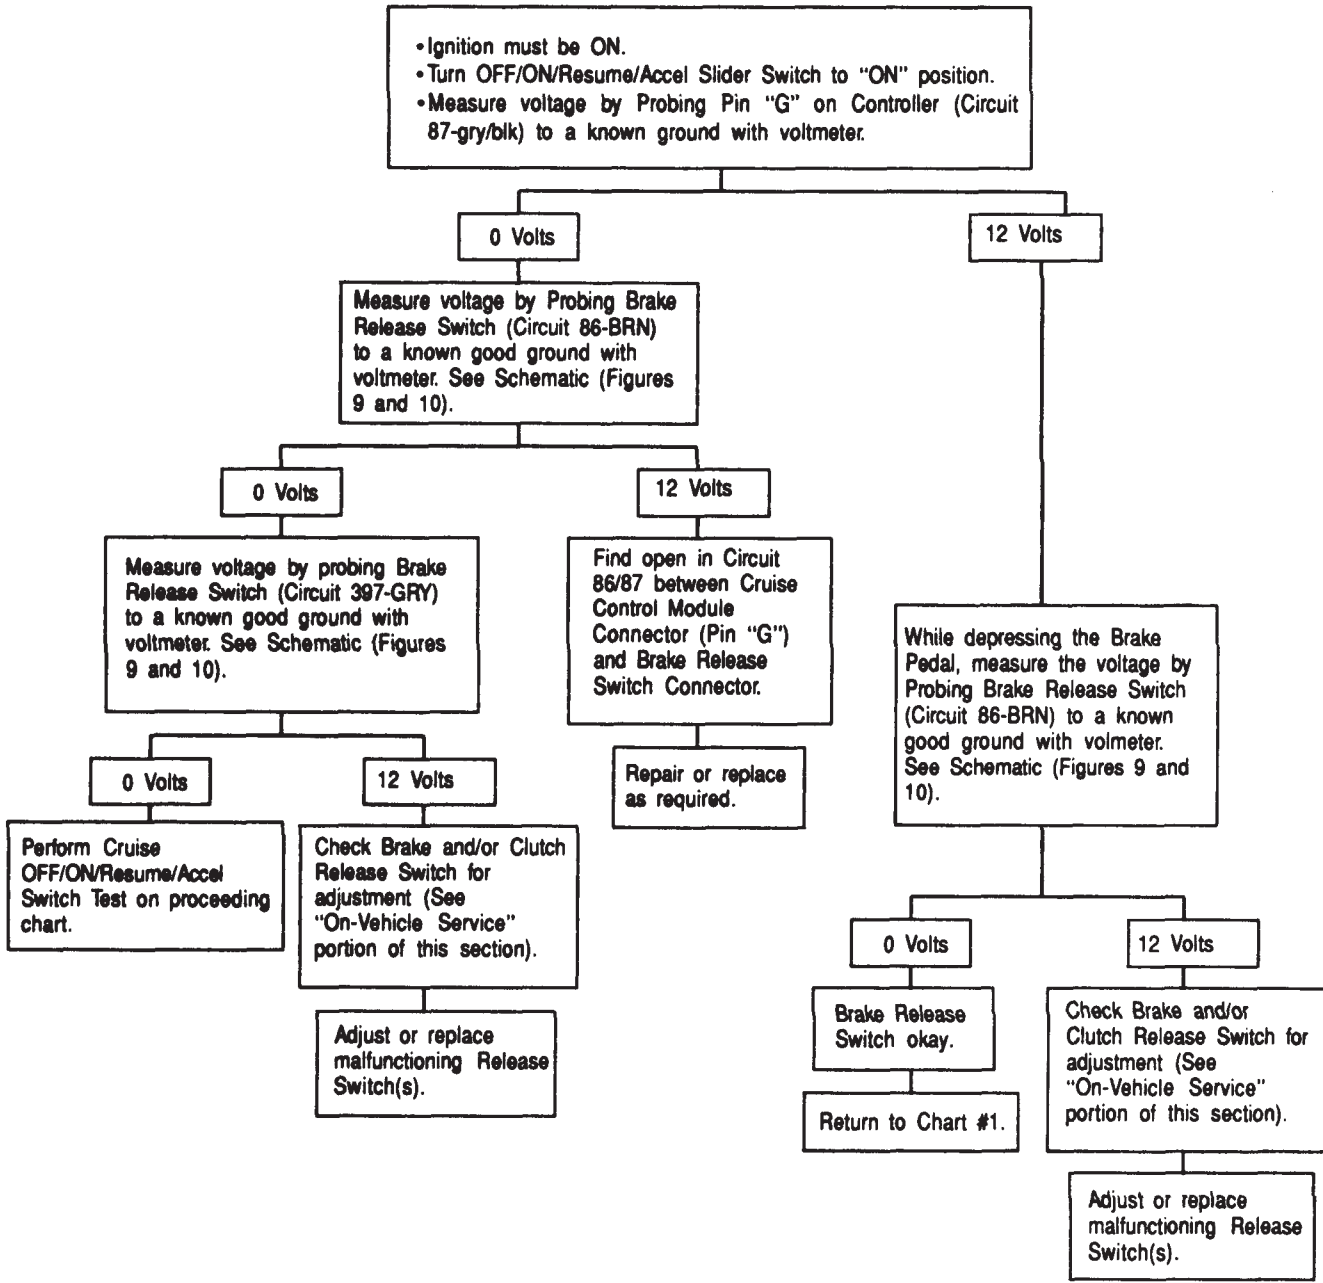 •Ignition must be ON.
•Turn OFF/ON/Resume/Accel Slider Switch to “ON” position.
•Measure voltage by Probing Pin “G” on Controller (Circuit
87-gry/blk) to a known ground with voltmeter.
0 Volts
12 Volts
Measure voltage by Probing Brake
Release Switch (Circuit 86-BRN)
to a known good ground with
voltmeter. See Schematic (Figures
9 and 10).
0 Volts
12 Volts
Measure voltage by probing Brake
Release Switch (Circuit 397-GRY)
to a known good ground with
voltmeter. See Schematic (Figures
9 and 10).
Find open in Circuit
86/87 between Cruise
Control Module
Connector (Pin “G”)
and Brake Release
Switch Connector.
Repair or replace
as required.
While depressing the Brake
Pedal, measure the voltage by
Probing Brake Release Switch
(Circuit 86-BRN) to a known
good ground with volmeter.
See Schematic (Figures 9 and
10).
0 Volts
12 Volts
Perform Cruise
OFF/ON/Resume/Accel
Switch Test on proceeding
chart.
Check Brake and/or Clutch
Release Switch for
adjustment (See
“On-Vehicle Service”
portion of this section).
Adjust or replace
malfunctioning Release
Switch(s).
0 Volts
12 Volts
Brake Release
Switch okay.
Return to Chart #1.
Check Brake and/or
Clutch Release Switch for
adjustment (See
“On-Vehicle Service”
portion of this section).
Adjust or replace
malfunctioning Release
Switch(s).